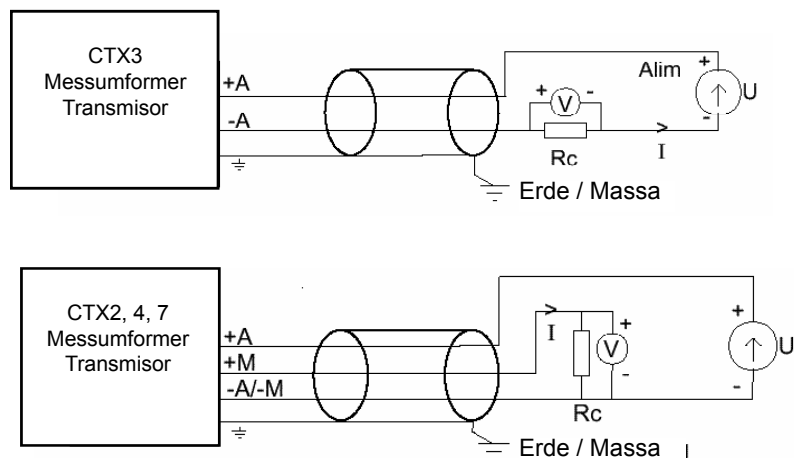 CTX3
Messumformer
Transmisor
+A
-A
+ V -
Rc
I
Alim
+
U
-
Erde / Massa
CTX2, 4, 7
Messumformer
Transmisor
+A
+M
-A/-M
I
+
V
-
Rc
+
U
-
Erde / Massa